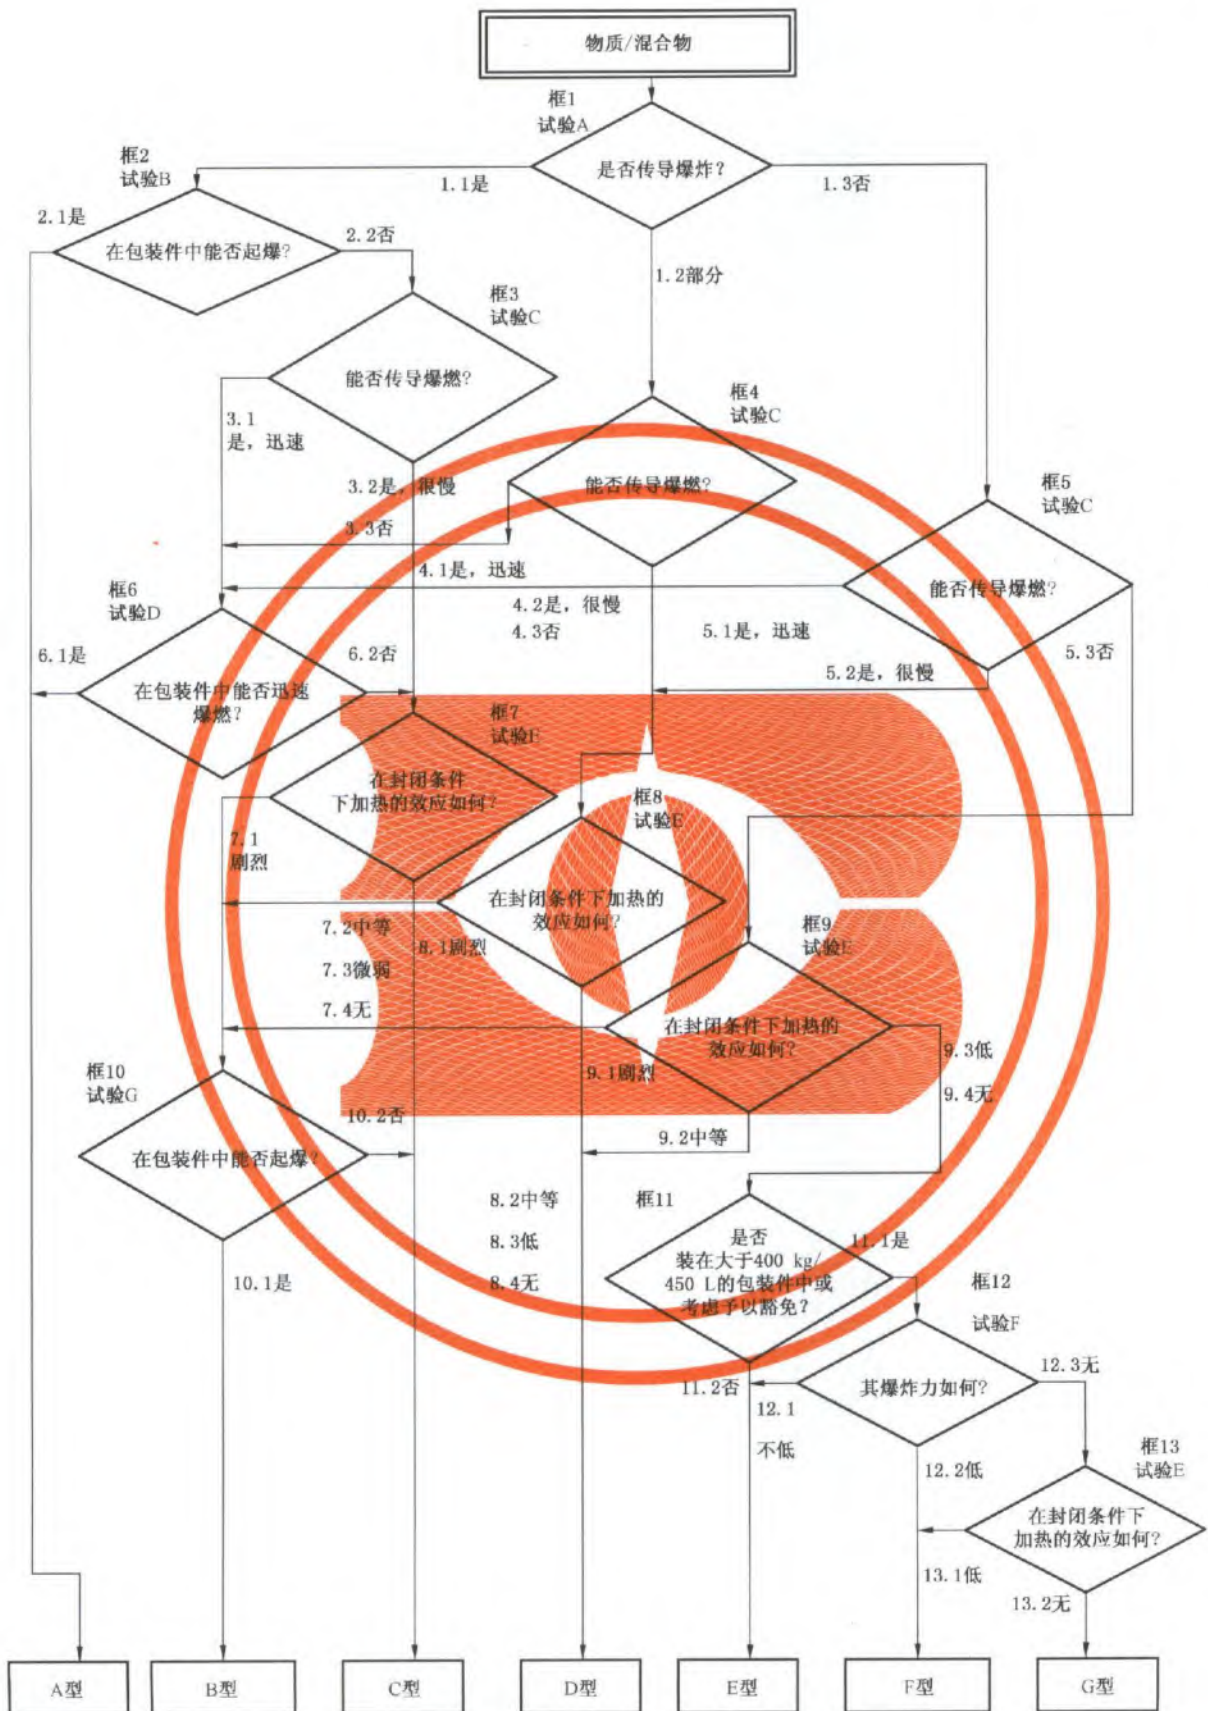 物质/混合物
框1
试验A
是否传导爆炸?
1.1是
1.3否
框2
试验B
2.1是
在包装件中能否起爆?
2.2否
1.2部分
框3
试验C
能否传导爆燃?
3.1
是，迅速
框4
试验C
能否传导爆燃?
3.2是，很慢
3.3否
框5
试验C
能否传导爆燃?
4.1是，迅速
4.2是，很慢
4.3否
5.1是，迅速
5.3否
5.2是，很慢
框6
试验D
6.1是
6.2否
在包装件中能否迅速
爆燃?
框7
试验E
在封闭条件
下加热的效应如何?
7.1
剧烈
框8
试验E
在封闭条件下加热的
效应如何?
7.2中等
8.1剧烈
7.3微弱
7.4无
框9
试验E
在封闭条件下加热的
效应如何?
9.1剧烈
9.3低
9.4无
9.2中等
框10
试验G
10.2否
在包装件中能否起爆?
10.1是
8.2中等
8.3低
8.4无
框11
是否
装在大于400 kg/
450 L的包装件中或
考虑予以豁免?
11.1是
11.2否
框12
试验F
其爆炸力如何?
12.3无
12.1
不低
12.2低
框13
试验E
在封闭条件下
加热的效应如何?
13.1低
13.2无
A型
B型
C型
D型
E型
F型
G型